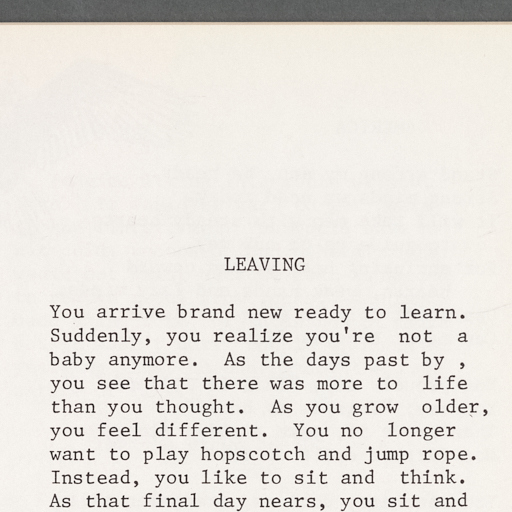 LEAVING
You arrive brand new ready to learn.
Suddenly, you realize you're  not  a
baby anymore.  As the days past by ,
you see that there was more to  life
than you thought.  As you grow  older,
you feel different.  You no  longer
want to play hopscotch and jump rope.
Instead, you like to sit and  think.
As that final day nears, you sit and